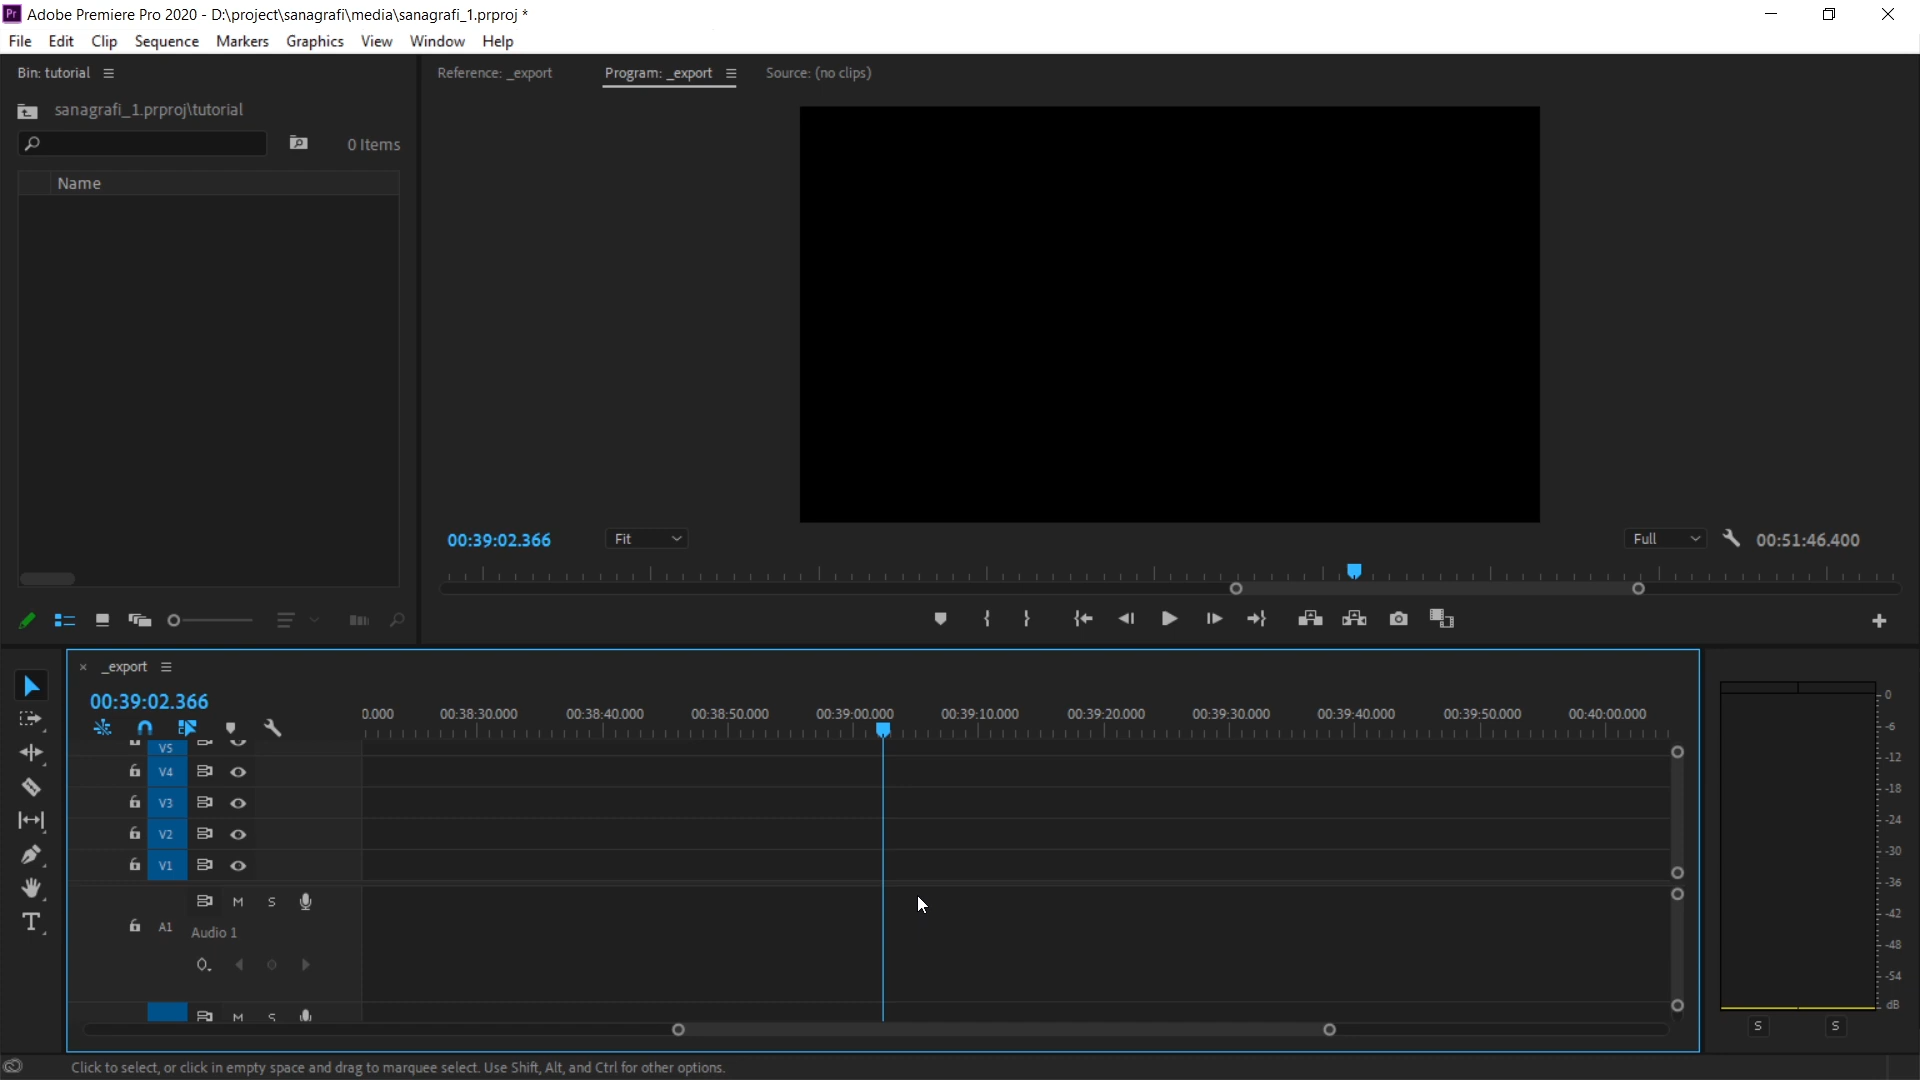 Pr Adobe Premiere Pro 2020 - D:\project\sanagrafi\media\sanagrafi_1.prproj *
File Edit Clip Sequence Markers Graphics View Window Help
Bin: tutorial
Reference: _export Program: _export Source: (no clips)
sanagrafi_1.prproj\tutorial
0 Items
Name
00:39:02.366 Fit Full 00:51:46.400
_export
00:39:02.366
0.000 00:38:30.000 00:38:40.000 00:38:50.000 00:39:00.000 00:39:10.000 00:39:20.000 00:39:30.000 00:39:40.000 00:39:50.000 00:40:00.000
V5
V4
V3
V2
V1
M S
A1 Audio 1
M S
0
-6
-12
-18
-24
-30
-36
-42
-48
-54
dB
S S
Click to select, or click in empty space and drag to marquee select. Use Shift, Alt, and Ctrl for other options.